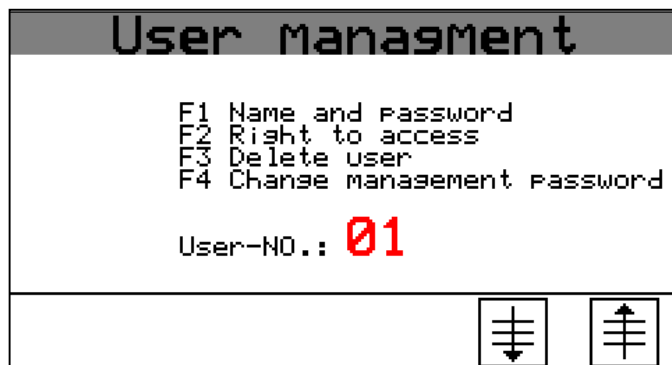 User managment
F1 Name and password
F2 Right to access
F3 Delete user
F4 Change management password
User-NO.: 01